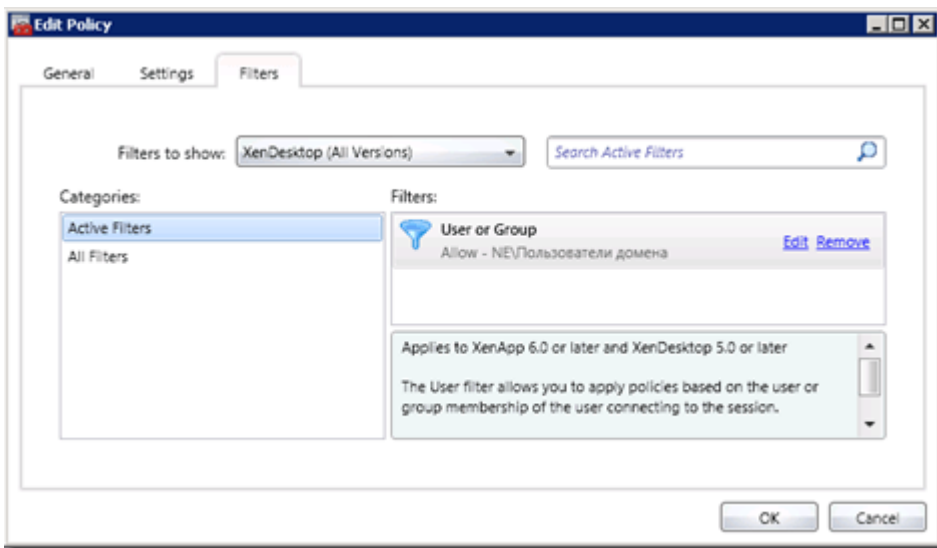 Edit Policy
General Settings Filters
Filters to show: XenDesktop (All Versions) Search Active Filters
Categories: Filters:
Active Filters
All Filters
User or Group
Allow - NE\Пользователи домена
Edit Remove
Applies to XenApp 6.0 or later and XenDesktop 5.0 or later
The User filter allows you to apply policies based on the user or
group membership of the user connecting to the session.
OK Cancel